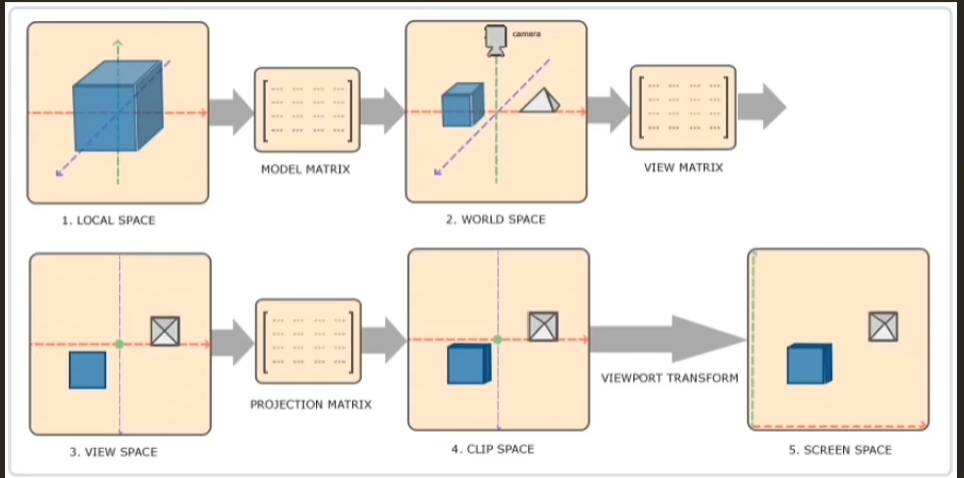 camera
MODEL MATRIX
VIEW MATRIX
1. LOCAL SPACE
2. WORLD SPACE
PROJECTION MATRIX
VIEWPORT TRANSFORM
3. VIEW SPACE
4. CLIP SPACE
5. SCREEN SPACE